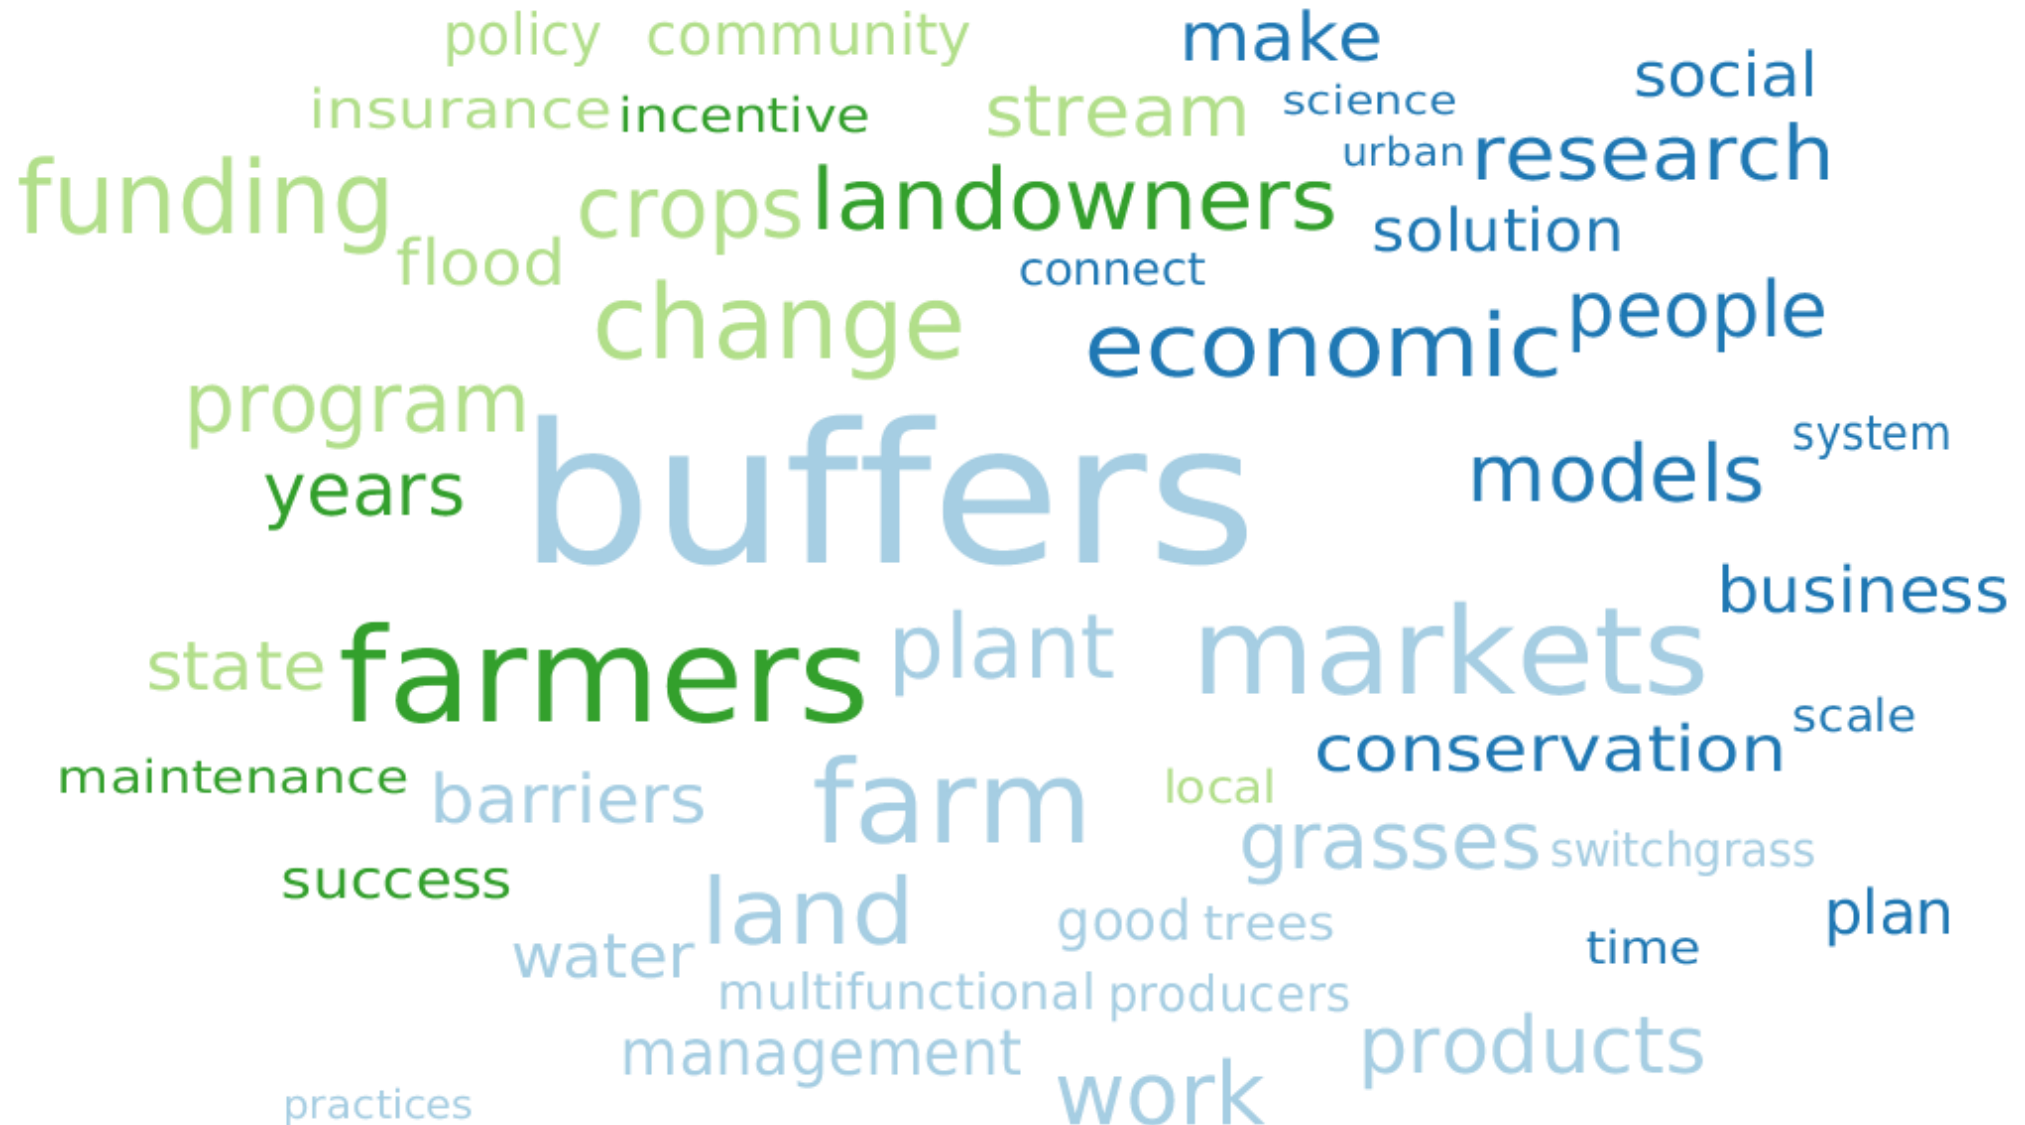 policy community make
social
insurance incentive stream science
urban research
funding crops landowners
solution
flood connect
change economic people
program
buffers system
years models
business
state farmers plant markets
scale
maintenance barriers farm local conservation
grasses switchgrass
success land good trees plan
water time
multifunctional producers
management products
practices work